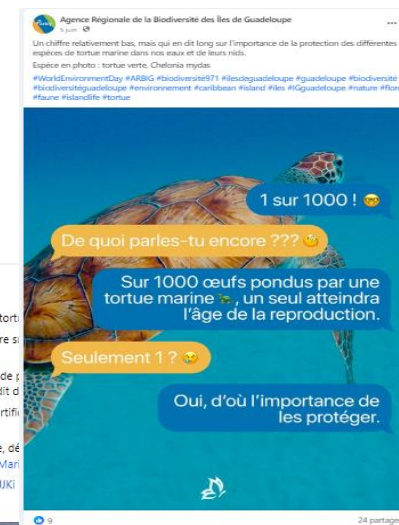 Agence Régionale de la Biodiversité des Îles de Guadeloupe
5 juin
Un chiffre relativement bas, mais qui en dit long sur l'importance de la protection des différentes
espèces de tortue marine dans nos eaux et de leurs nids.
Espèce en photo : tortue verte, Chelonia mydas
#WorldEnvironmentDay #ARBIG #biodiversité971 #ilesdeguadeloupe #guadeloupe #biodiversité
#biodiversitéguadeloupe #environnement #caribbean #island #iles #IGguadeloupe #nature #flore
#faune #islandlife #tortue
1 sur 1000 !
De quoi parles-tu encore ???
Sur 1000 œufs pondus par une
tortue marine , un seul atteindra
l'âge de la reproduction.
Seulement 1 ?
Oui, d'où l'importance de
les protéger.
9
24 partages